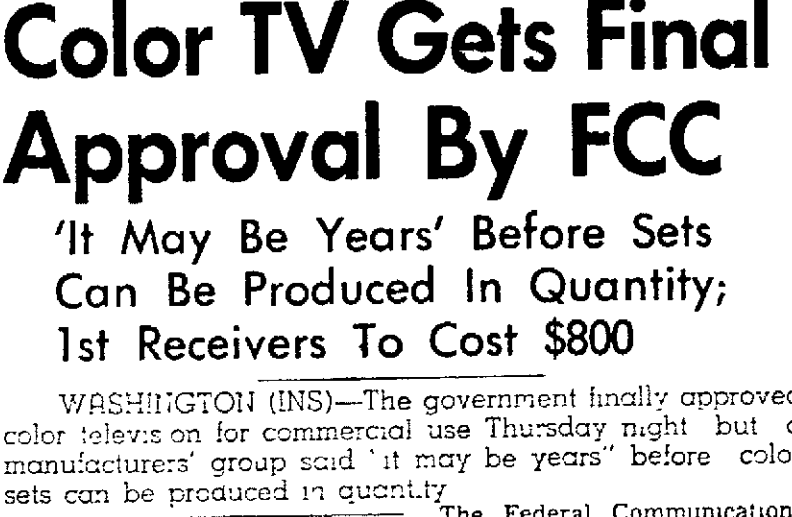 Color TV Gets Final
Approval By FCC
'It May Be Years' Before Sets
Can Be Produced In Quantity;
1st Receivers To Cost $800
WASHINGTON (INS)—The government finally approved
color television for commercial use Thursday night but
manufacturers' group said 'it may be years" before colo
sets can be produced in quantity
The Federal Communication